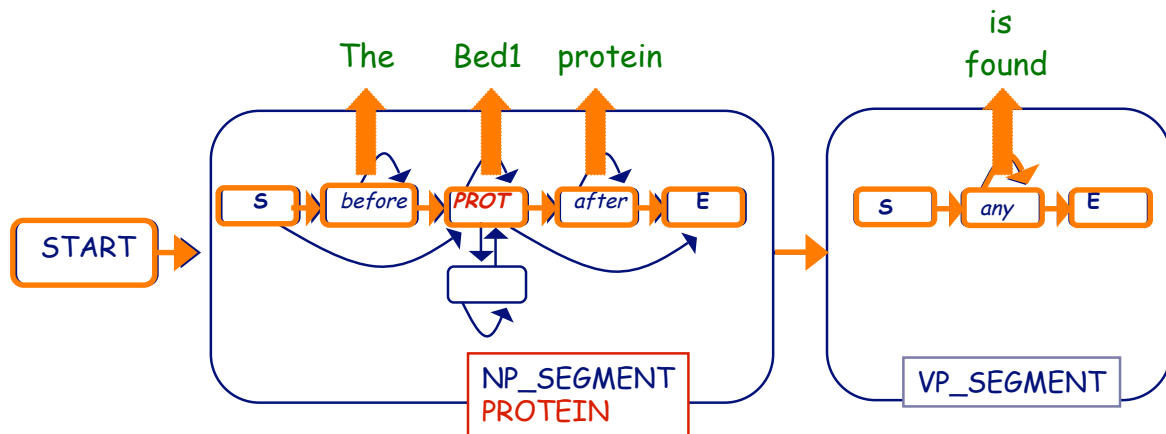 is
The Bed1 protein found
S before PROT after E
S any E
START
NP_SEGMENT
PROTEIN
VP_SEGMENT